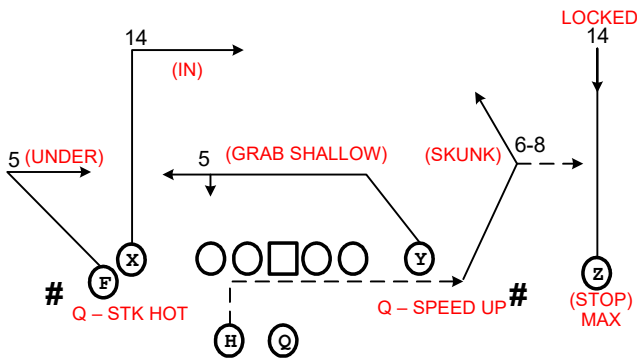 LOCKED
14 14
(IN)
5 (UNDER) 5 (GRAB SHALLOW) (SKUNK) 6-8
X Y
F Z
# Q – STK HOT Q – SPEED UP # (STOP)
MAX
H Q